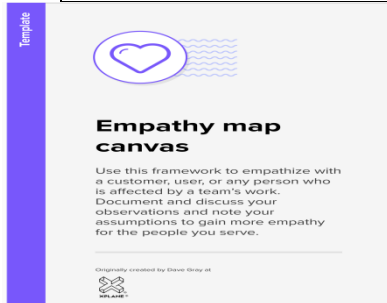 Template
Empathy map
canvas
Use this framework to empathize with
a customer, user, or any person who
is affected by a team's work.
Document and discuss your
observations and note your
assumptions to gain more empathy
for the people you serve.
Originally created by Dave Gray at
XPLANE